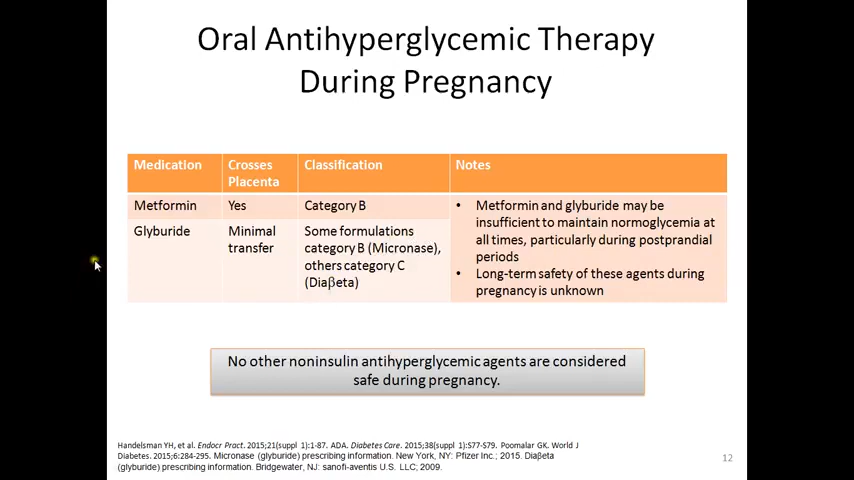 Oral Antihyperglycemic Therapy
During Pregnancy
Medication
Crosses
Placenta
Classification
Notes
Metformin
Yes
Category B
Glyburide
Minimal
transfer
Some formulations
category B (Micronase),
others category C
(Diaβeta)
• Metformin and glyburide may be
insufficient to maintain normoglycemia at
all times, particularly during postprandial
periods
• Long-term safety of these agents during
pregnancy is unknown
No other noninsulin antihyperglycemic agents are considered
safe during pregnancy.
Handelsman YH, et al. Endocr Pract. 2015;21(suppl 1):1-87. ADA. Diabetes Care. 2015;38(suppl 1):S77-S79. Poomalar GK. World J
Diabetes. 2015;6:284-295. Micronase (glyburide) prescribing information. New York, NY: Pfizer Inc.; 2015. Diaβeta
(glyburide) prescribing information. Bridgewater, NJ: sanofi-aventis U.S. LLC; 2009.
12